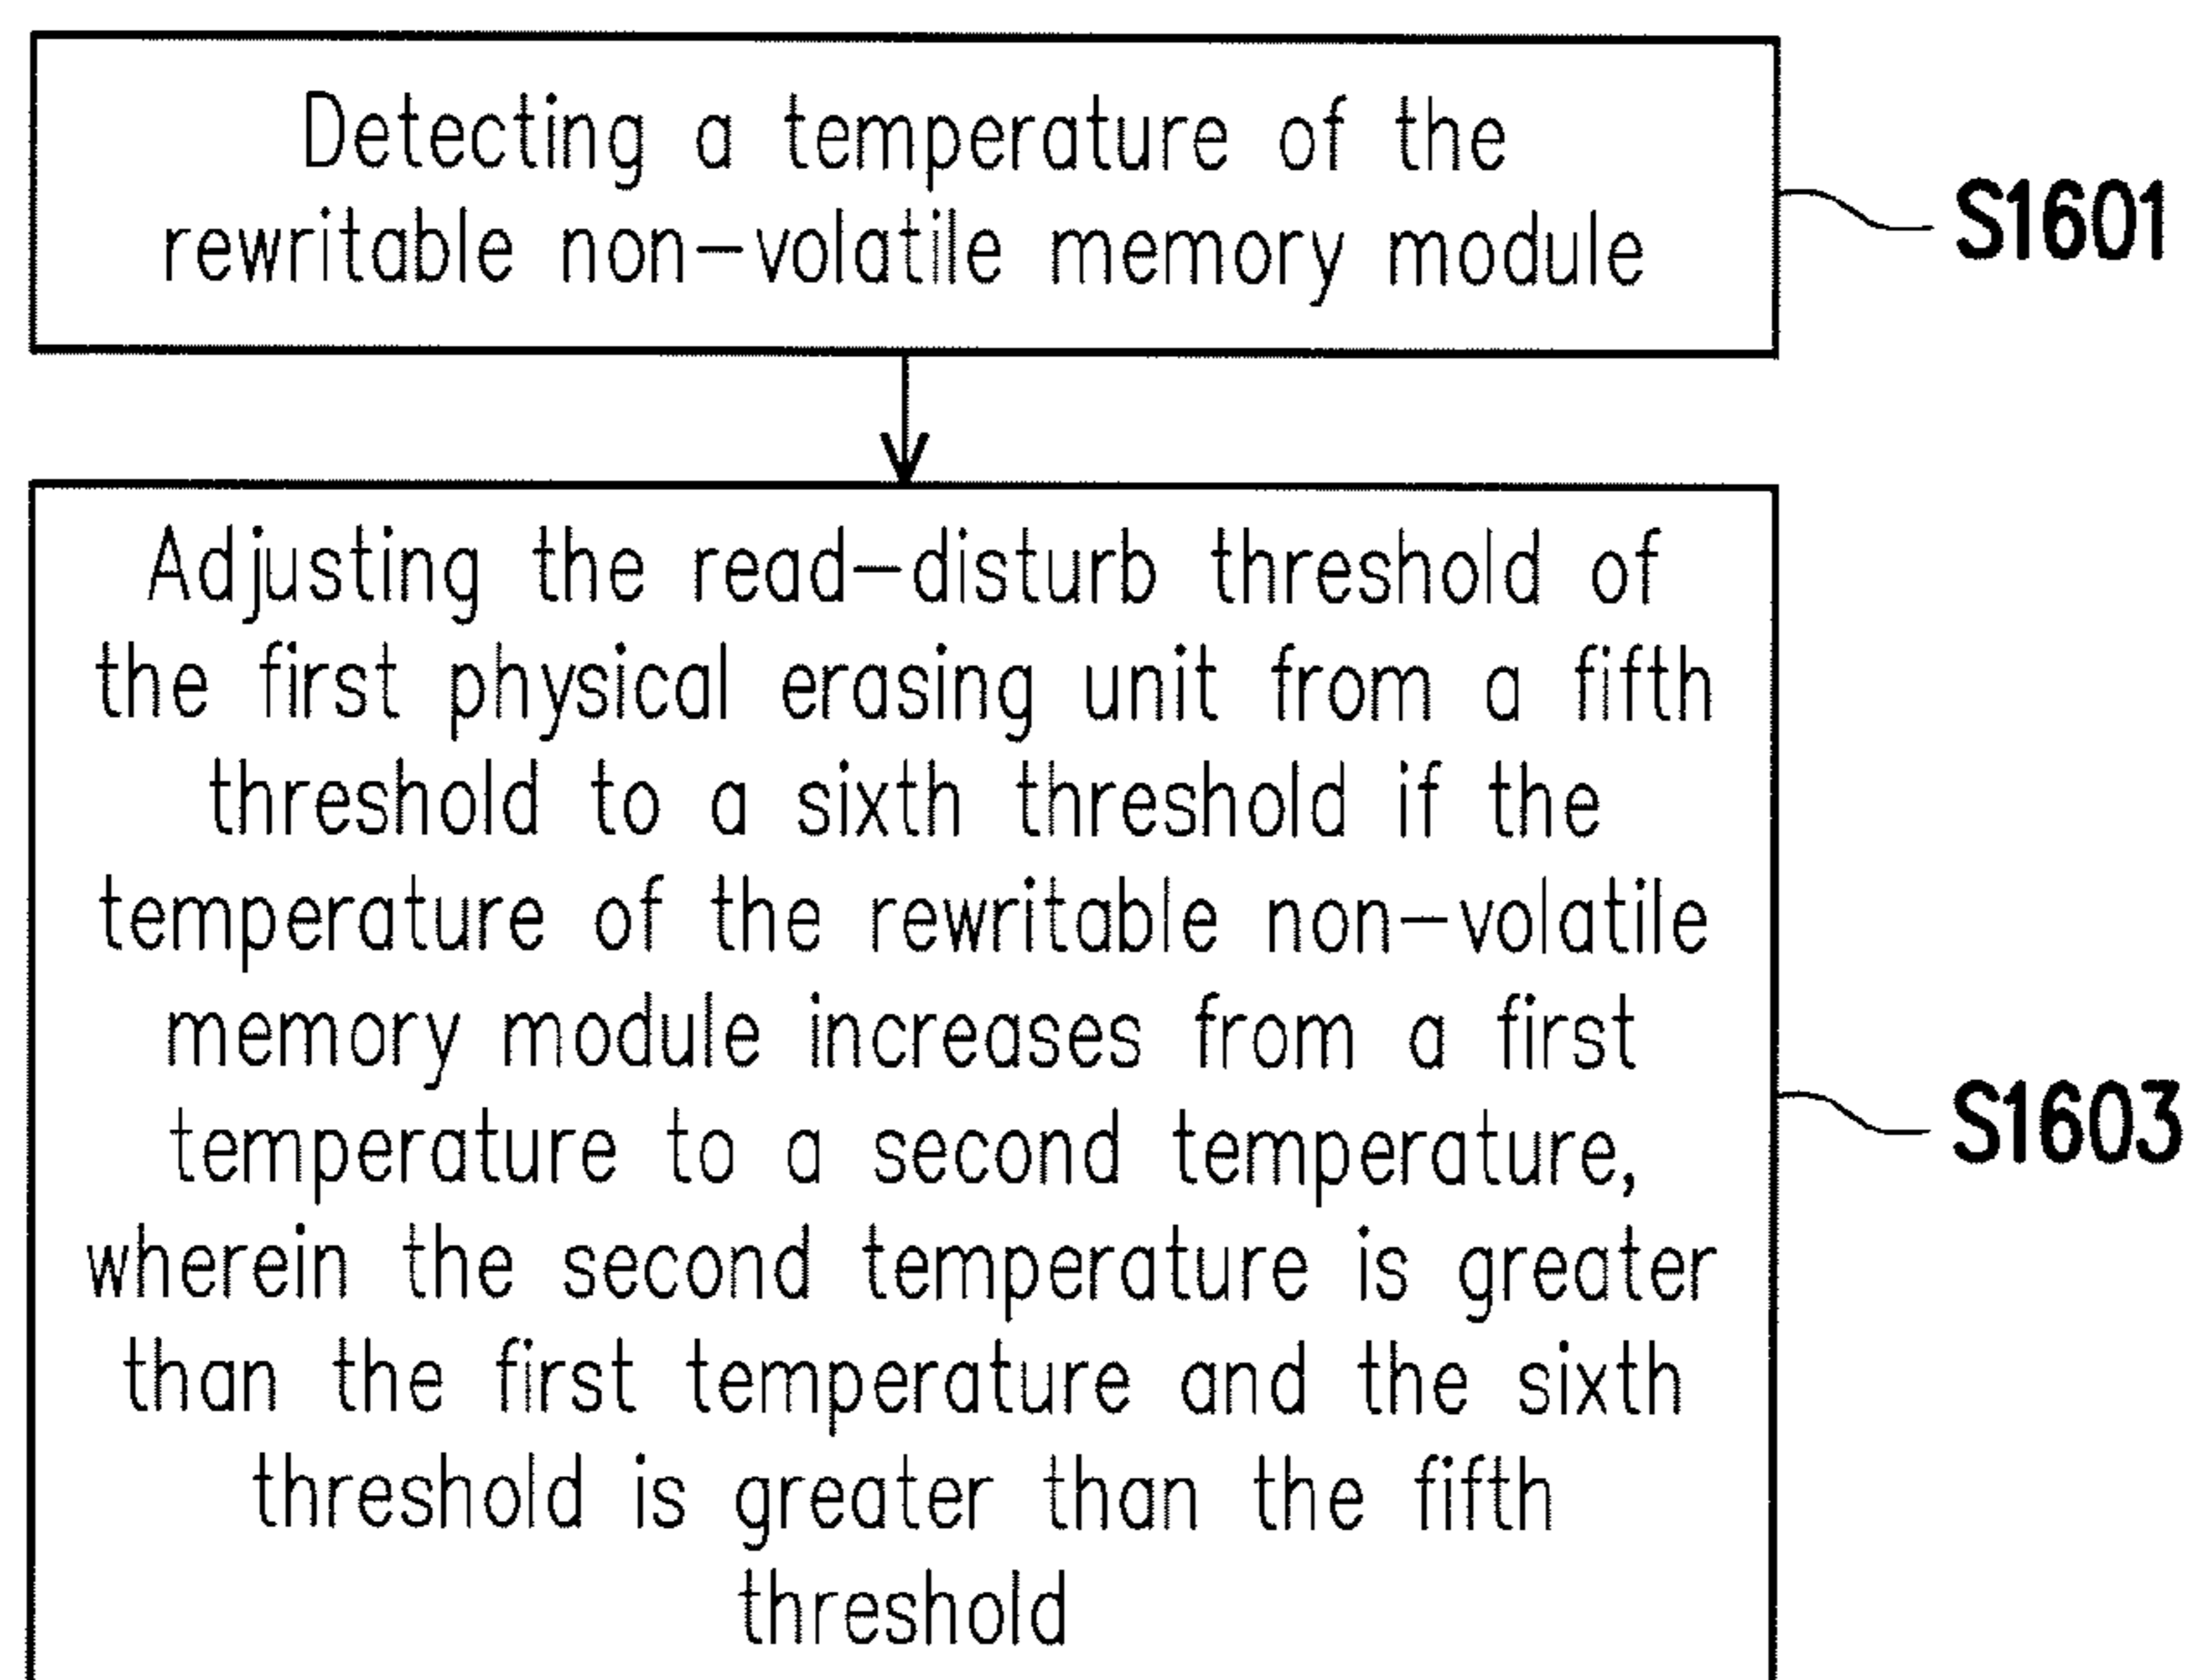 Detecting a temperature of the
rewritable non-volatile memory module
S1601
Adjusting the read-disturb threshold of
the first physical erasing unit from a fifth
threshold to a sixth threshold if the
temperature of the rewritable non-volatile
memory module increases from a first
temperature to a second temperature,
wherein the second temperature is greater
than the first temperature and the sixth
threshold is greater than the fifth
threshold
S1603